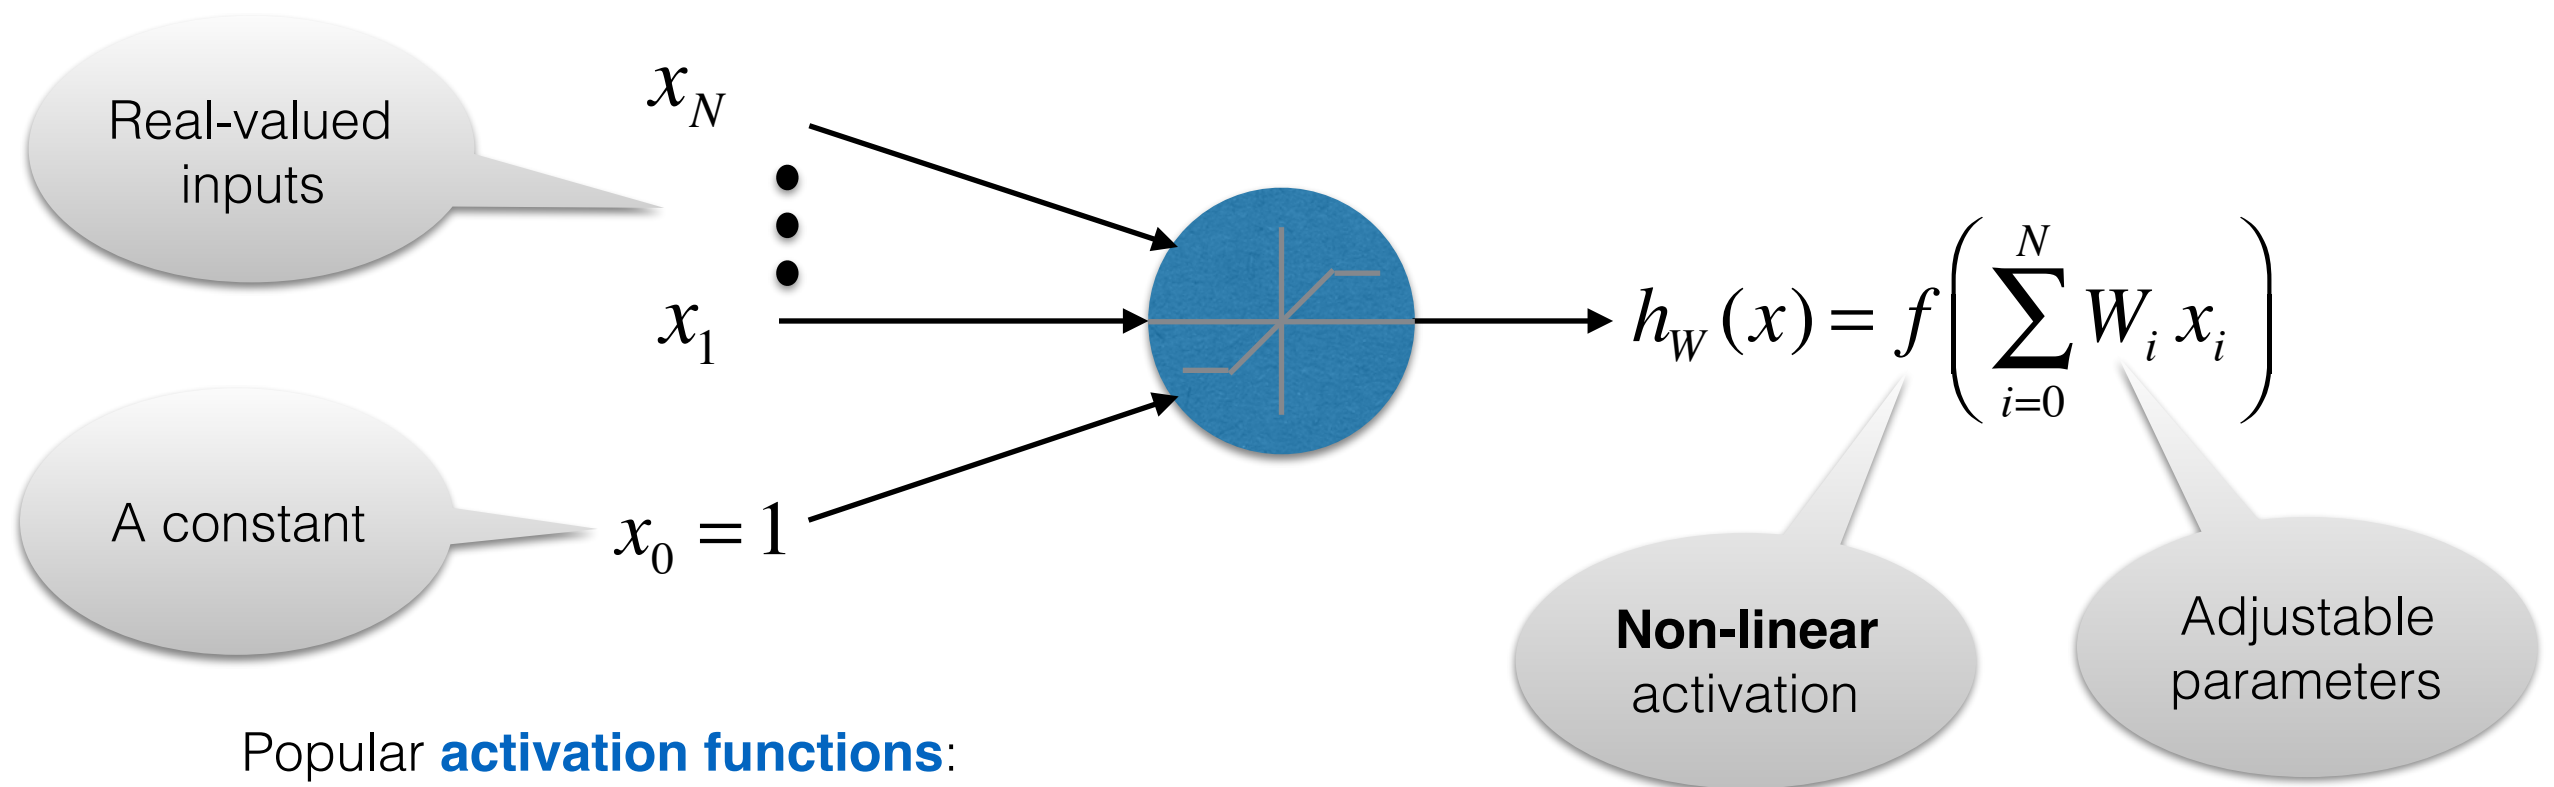 Real-valued
inputs
x_N
x_1
A constant
x_0 = 1
h_W(x) = f(∑_{i=0}^{N} W_i x_i)
Non-linear
activation
Adjustable
parameters
Popular activation functions: